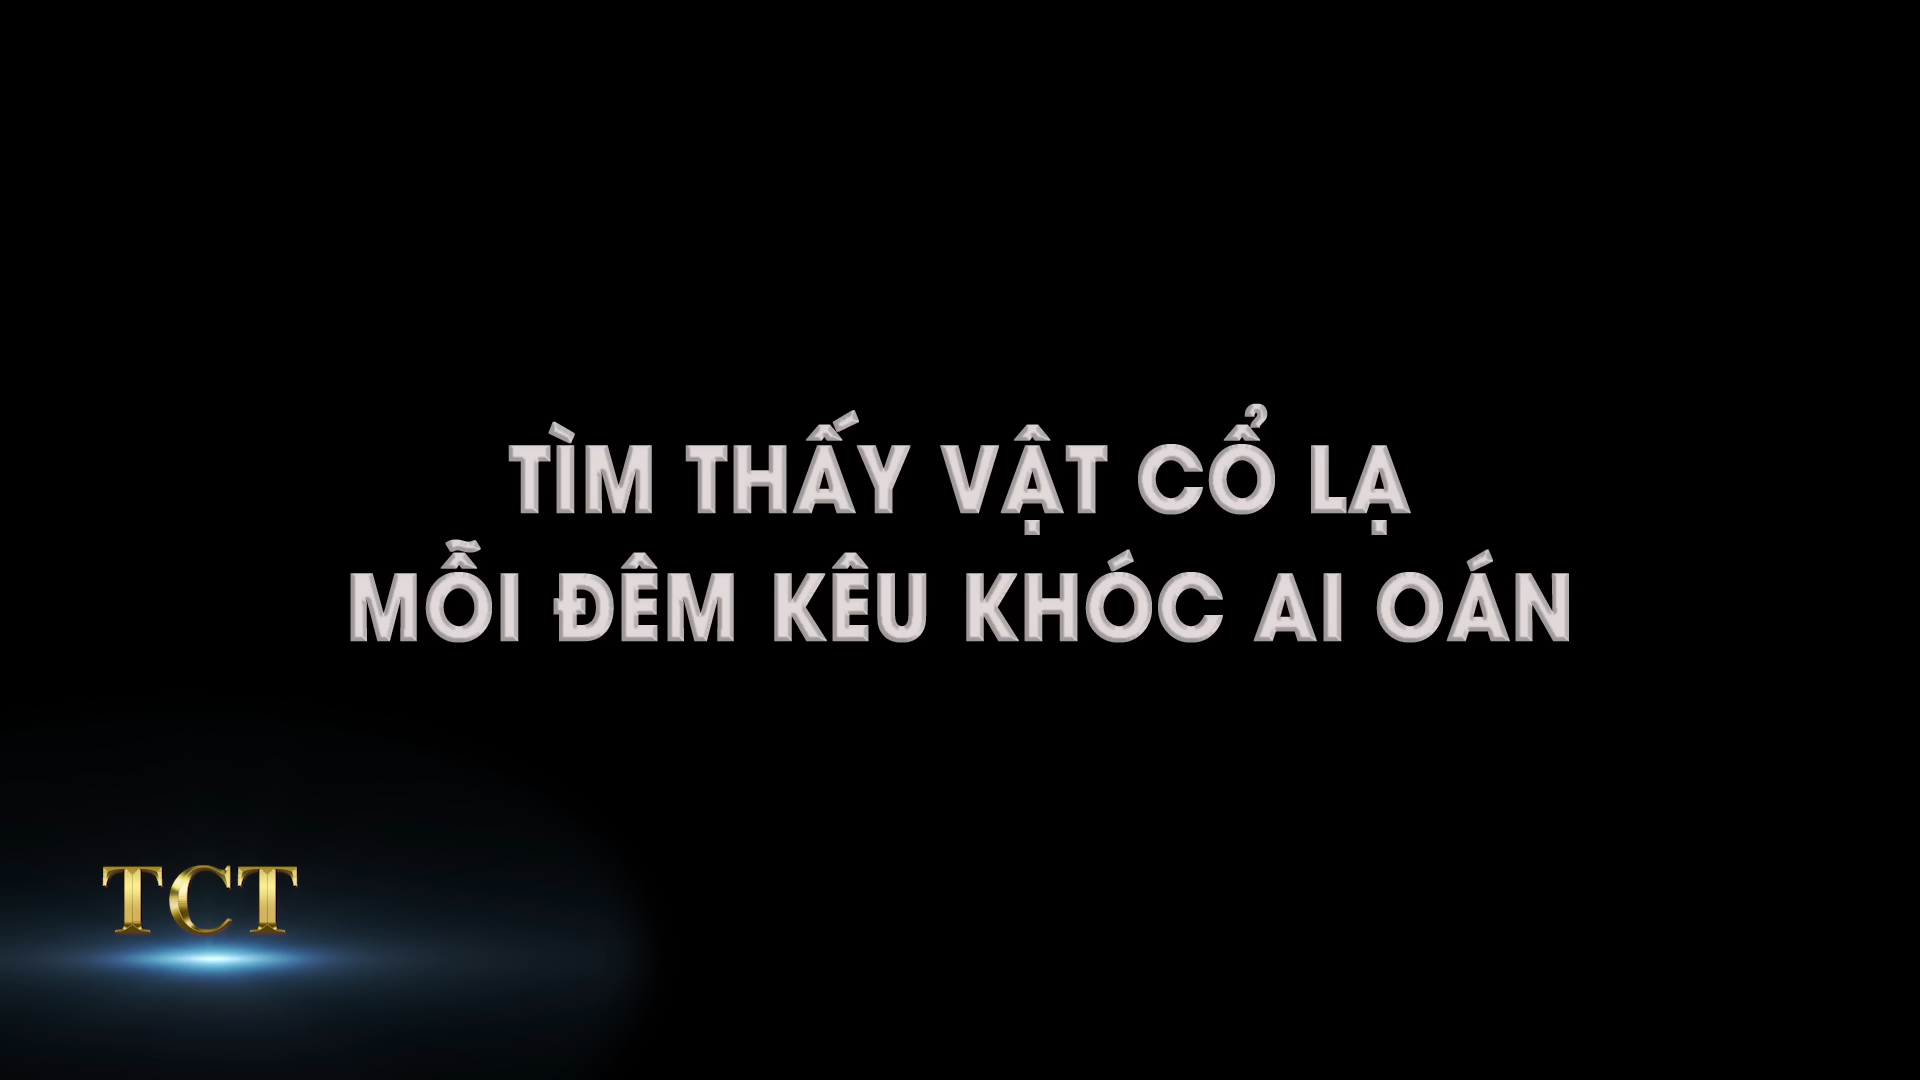 TÌM THẤY VẬT CỔ LẠ
MỖI ĐÊM KÊU KHÓC AI OÁN
TCT